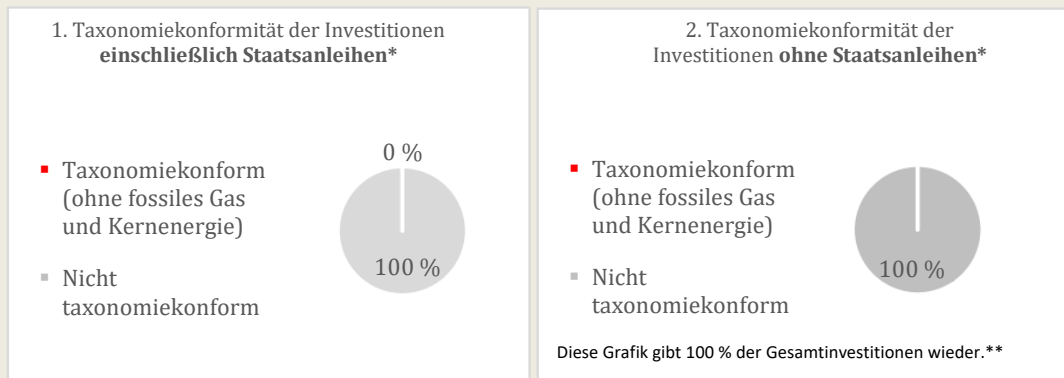 1. Taxonomiekonformität der Investitionen
einschließlich Staatsanleihen*
0 %
Taxonomiekonform
(ohne fossiles Gas
und Kernenergie)
100 %
Nicht
taxonomiekonform
2. Taxonomiekonformität der
Investitionen ohne Staatsanleihen*
Taxonomiekonform
(ohne fossiles Gas
und Kernenergie)
100 %
Nicht
taxonomiekonform
Diese Grafik gibt 100 % der Gesamtinvestitionen wieder.**